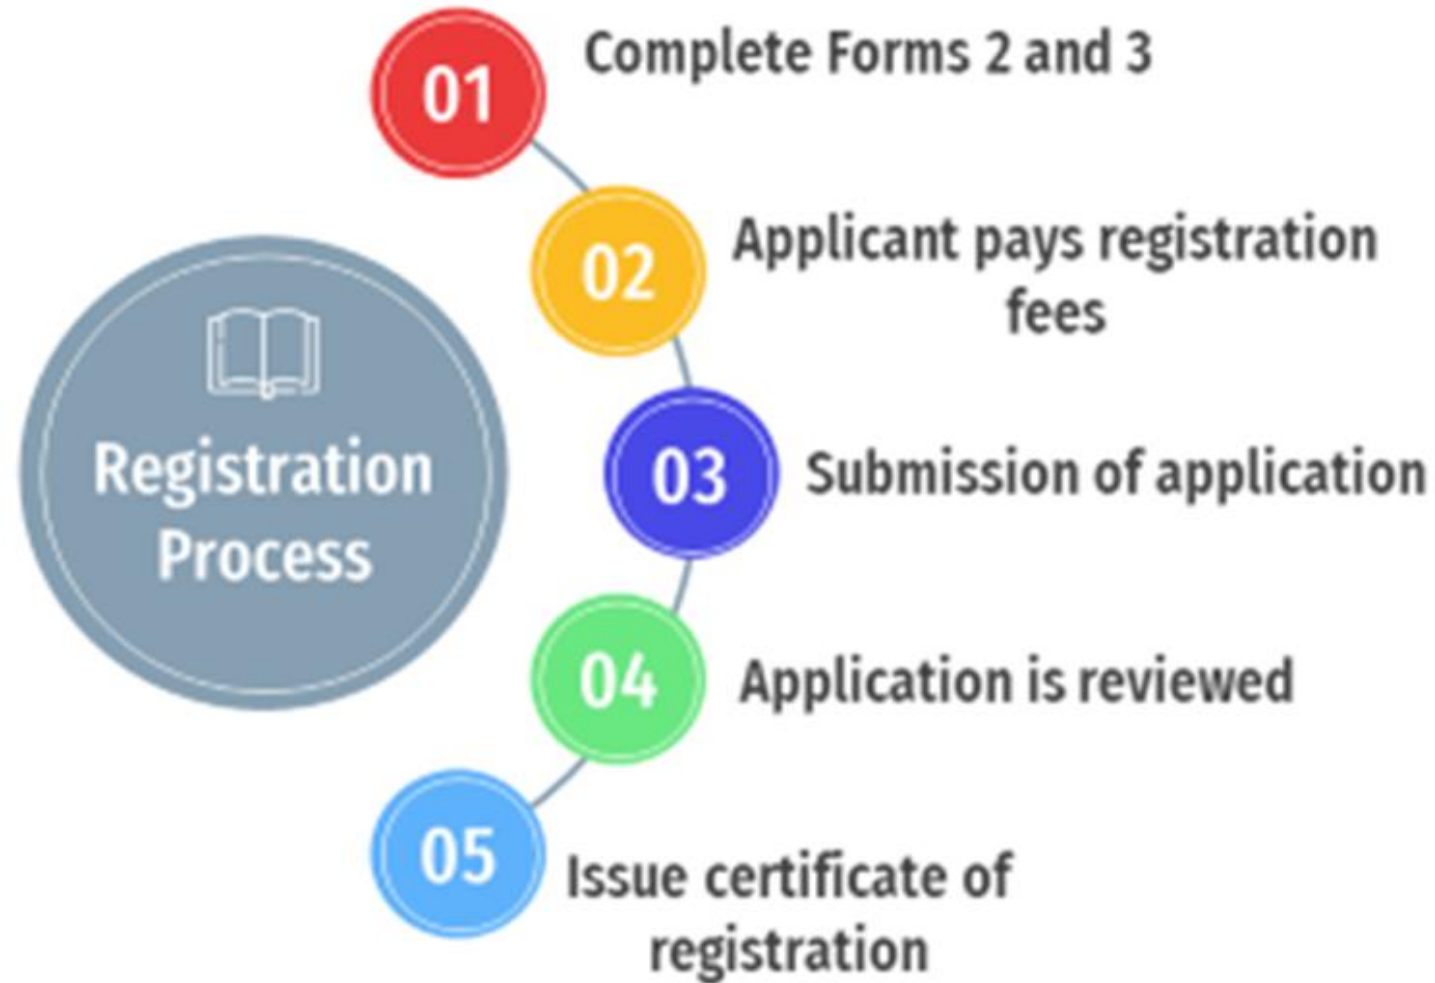 01
Complete Forms 2 and 3
02
Applicant pays registration
fees
Registration
Process
03
Submission of application
04
Application is reviewed
05
Issue certificate of
registration